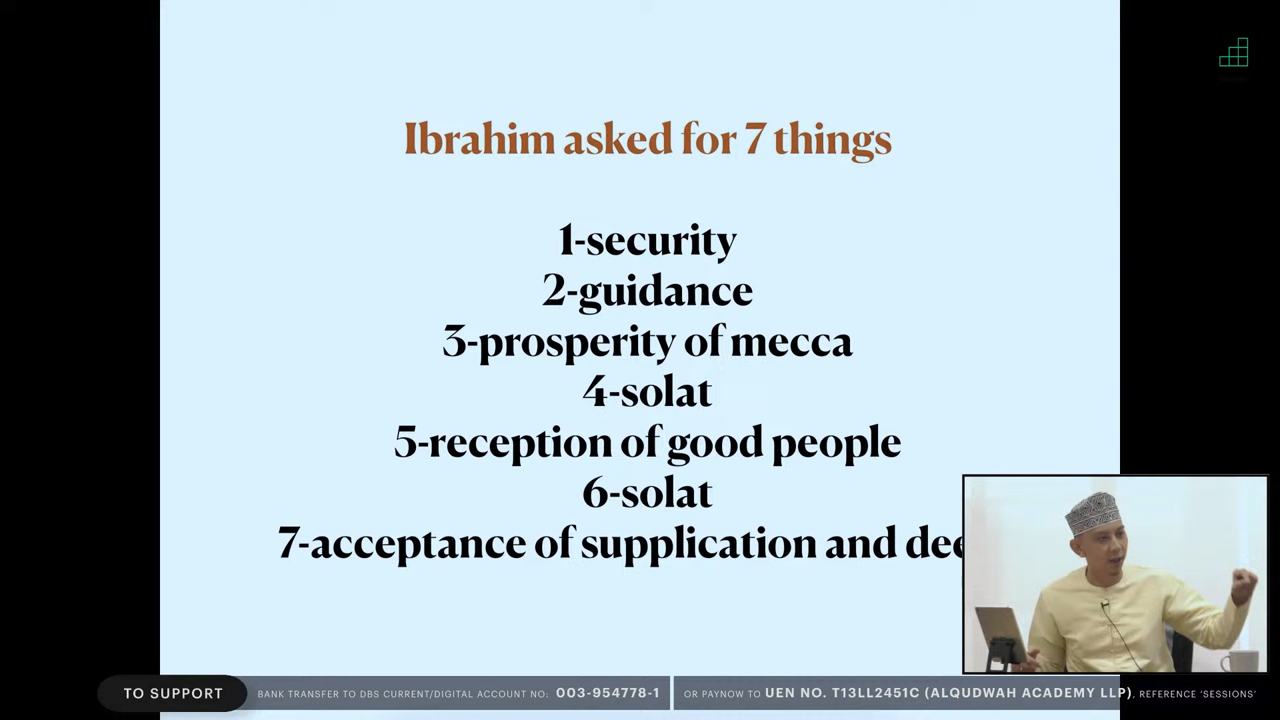 Ibrahim asked for 7 things
1-security
2-guidance
3-prosperity of mecca
4-solat
5-reception of good people
6-solat
7-acceptance of supplication and
TO SUPPORT
BANK TRANSFER TO DBS CURRENT/DIGITAL ACCOUNT NO: 003-954778-1
OR PAYNOW TO UEN NO. T13LL2451C (ALQUDWAH ACADEMY LLP), REFERENCE ‘SESSIONS’